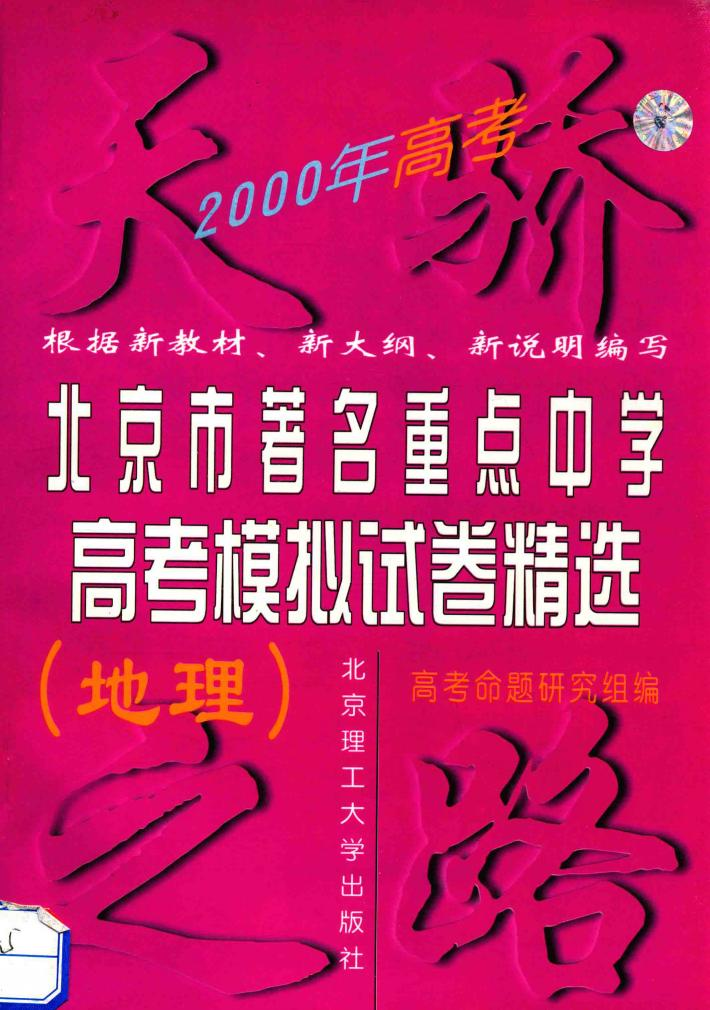 天骄之路
2000年高考
根据新教材、新大纲、新说明编写
北京市著名重点中学
高考模拟试卷精选
(地理)
高考命题研究组编
北京理工大学出版社